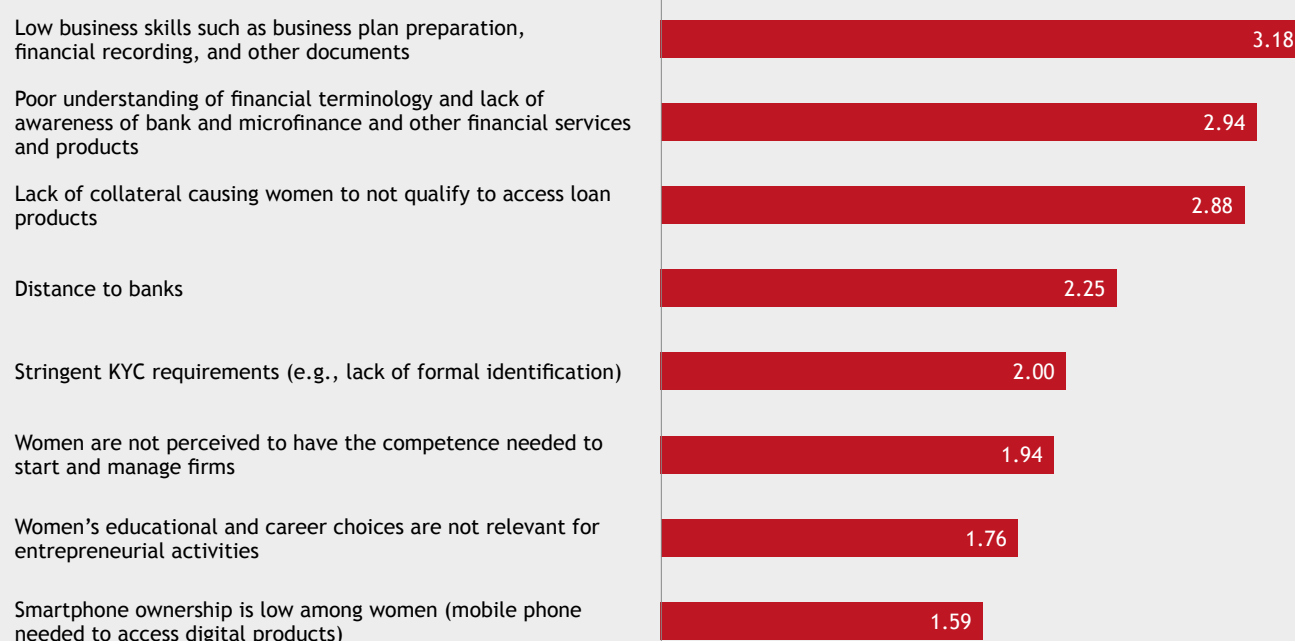 Low business skills such as business plan preparation,
financial recording, and other documents
3.18
Poor understanding of financial terminology and lack of
awareness of bank and microfinance and other financial services
and products
2.94
Lack of collateral causing women to not qualify to access loan
products
2.88
Distance to banks
2.25
Stringent KYC requirements (e.g., lack of formal identification)
2.00
Women are not perceived to have the competence needed to
start and manage firms
1.94
Women’s educational and career choices are not relevant for
entrepreneurial activities
1.76
Smartphone ownership is low among women (mobile phone
needed to access digital products)
1.59